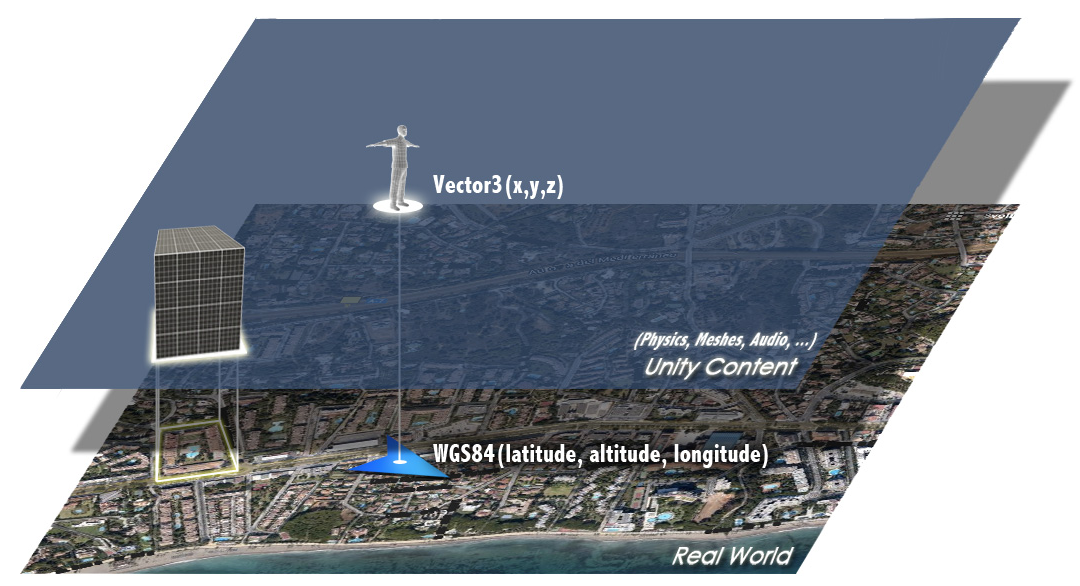 Vector3 (x,y,z)
(Physics, Meshes, Audio, ...)
Unity Content
WGS84 (latitude, altitude, longitude)
Real World